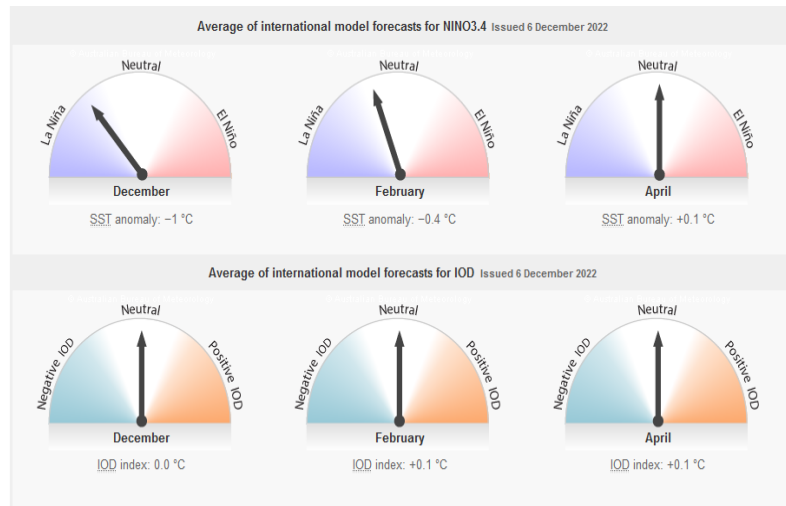 Average of international model forecasts for NINO3.4 Issued 6 December 2022
Neutral Neutral Neutral
La Niña El Niño La Niña El Niño La Niña El Niño
December February April
SST anomaly: −1 °C SST anomaly: −0.4 °C SST anomaly: +0.1 °C
Average of international model forecasts for IOD Issued 6 December 2022
Neutral Neutral Neutral
Negative IOD Positive IOD Negative IOD Positive IOD Negative IOD Positive IOD
December February April
IOD index: 0.0 °C IOD index: +0.1 °C IOD index: +0.1 °C